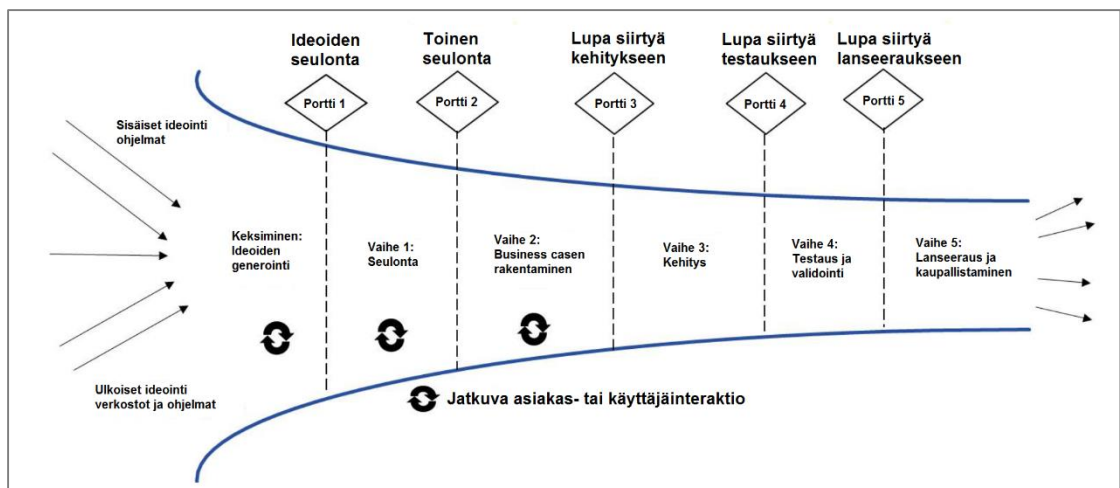 Ideoiden
seulonta
Toinen
seulonta
Lupa siirtyä
kehitykseen
Lupa siirtyä
testaukseen
Lupa siirtyä
lanseeraukseen
Portti 1
Portti 2
Portti 3
Portti 4
Portti 5
Sisäiset ideointi
ohjelmat
Keksiminen:
Ideoiden
generointi
Vaihe 1:
Seulonta
Vaihe 2:
Business casen
rakentaminen
Vaihe 3:
Kehitys
Vaihe 4:
Testaus ja
validointi
Vaihe 5:
Lanseeraus ja
kaupallistaminen
Ulkoiset ideointi
verkostot ja ohjelmat
Jatkuva asiakas- tai käyttäjäinteraktio